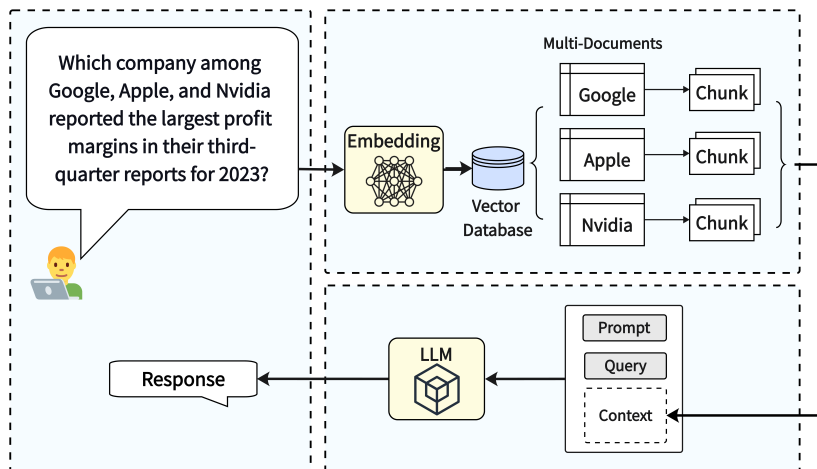 Which company among
Google, Apple, and Nvidia
reported the largest profit
margins in their third-
quarter reports for 2023?
Embedding
Vector
Database
Multi-Documents
Google
Chunk
Apple
Chunk
Nvidia
Chunk
Response
LLM
Prompt
Query
Context